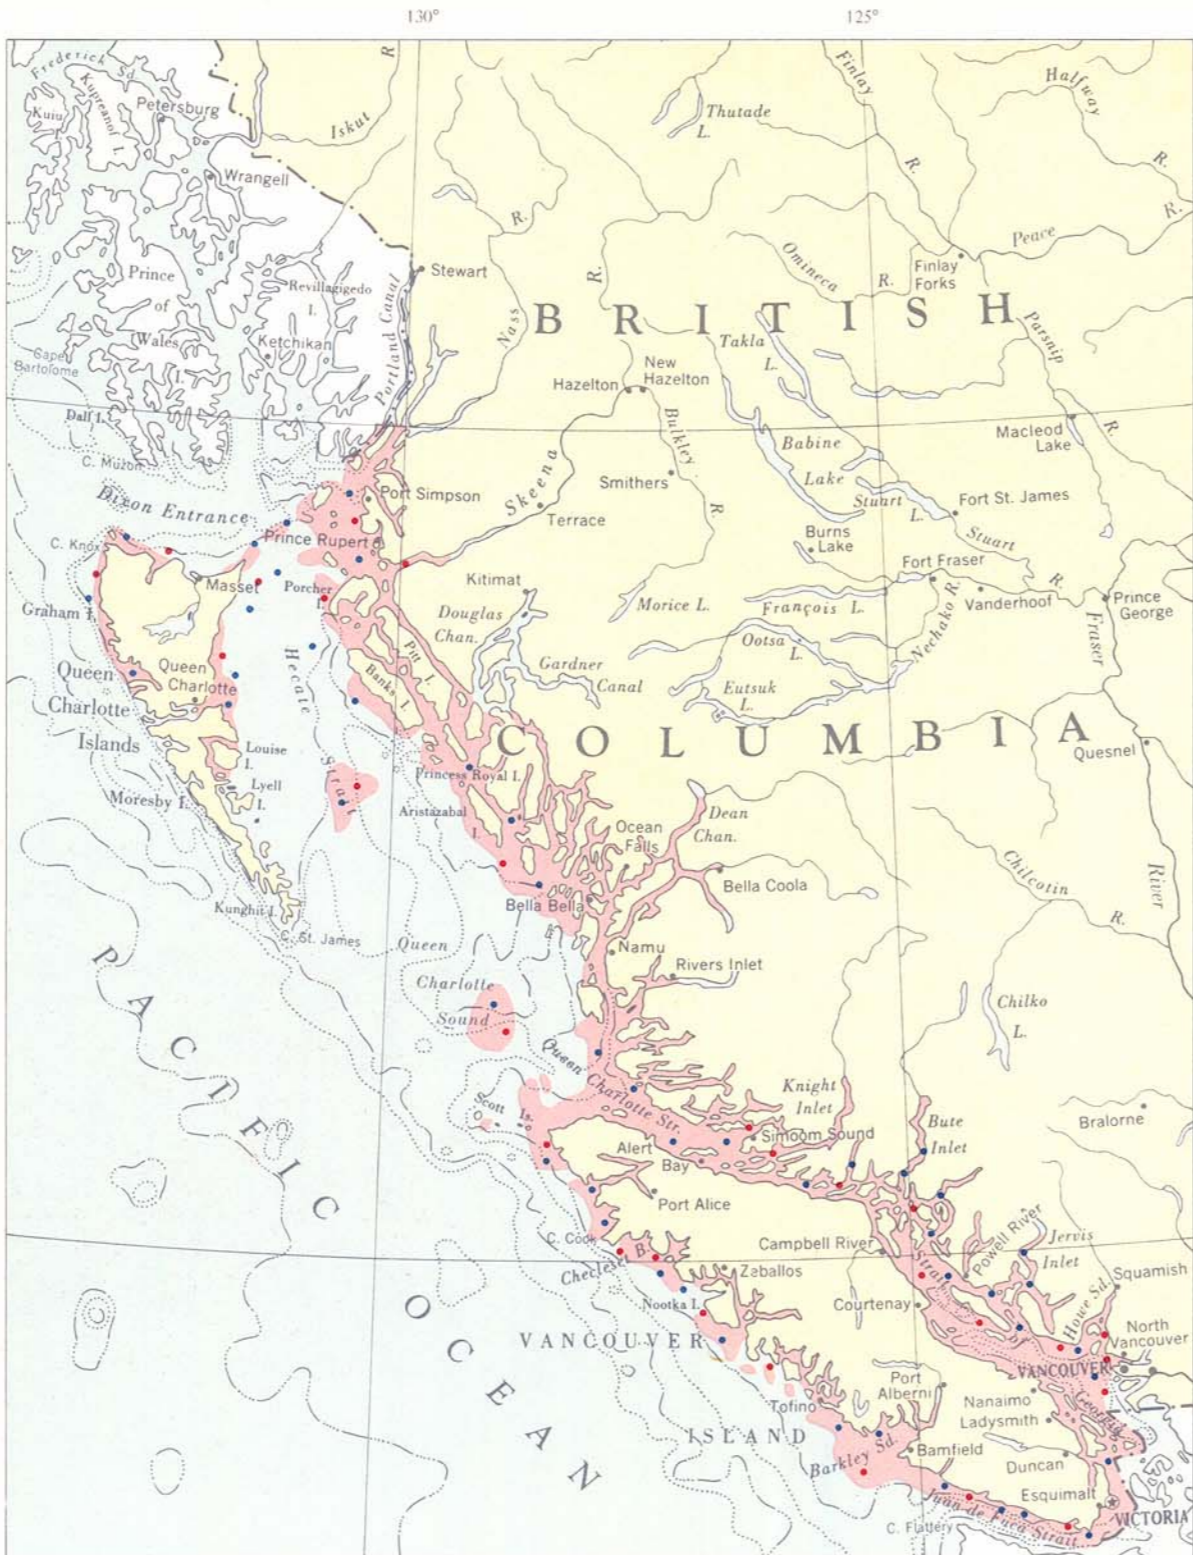 130°
125°
Frederick Sd.
Kupreanof I.
Kuiu
Petersburg
Wrangell
Iskut
R.
Thutade
L.
Finlay
R.
Halfway
R.
R.
Peace
Finlay
Forks
Omineca
R.
Stewart
Prince
of
Wales
I.
Revillagigedo
I.
Ketchikan
Portland Canal
Nass
R.
R.
BRITISH
Takla
L.
Parsnip
R.
Cape
Bartolome
Dall I.
C. Muzon
Hazelton
New
Hazelton
Bulkley
R.
Babine
Lake
Macleod
Lake
Dixon Entrance
Port Simpson
Skeena
Smithers
Terrace
Stuart
L.
Fort St. James
Burns
Lake
Stuart
R.
C. Knox
Prince Rupert
Masset
Porcher
I.
Kitimat
Fort Fraser
Vanderhoof
Prince
George
Graham I.
Douglas
Chan.
Morice L.
François L.
Ootsa
L.
Nechako R.
Fraser
River
Queen
Charlotte
Islands
Queen
Charlotte
Hecate
Strait
Pitt
I.
Banks I.
Gardner
Canal
Eutsuk
L.
COLUMBIA
Quesnel
Louise
I.
Lyell
I.
Moresby I.
Princess Royal I.
Aristazabal
I.
Ocean
Falls
Dean
Chan.
Bella Coola
Chilcotin
R.
Kunghit I.
C. St. James
Bella Bella
Queen
Charlotte
Sound
Namu
Rivers Inlet
Chilko
L.
PACIFIC
OCEAN
Queen Charlotte Str.
Scott Is.
Knight
Inlet
Simoom Sound
Bute
Inlet
Bralorne
Alert
Bay
Port Alice
C. Cook
Checleset B.
Campbell River
Powell River
Jervis
Inlet
Zeballos
Nootka I.
Courtenay
Strait of Georgia
Howe Sd.
Squamish
North
Vancouver
VANCOUVER
VANCOUVER
ISLAND
Port
Alberni
Tofino
Nanaimo
Ladysmith
Barkley Sd.
Bamfield
Duncan
Esquimalt
VICTORIA
C. Flattery
Juan de Fuca Strait